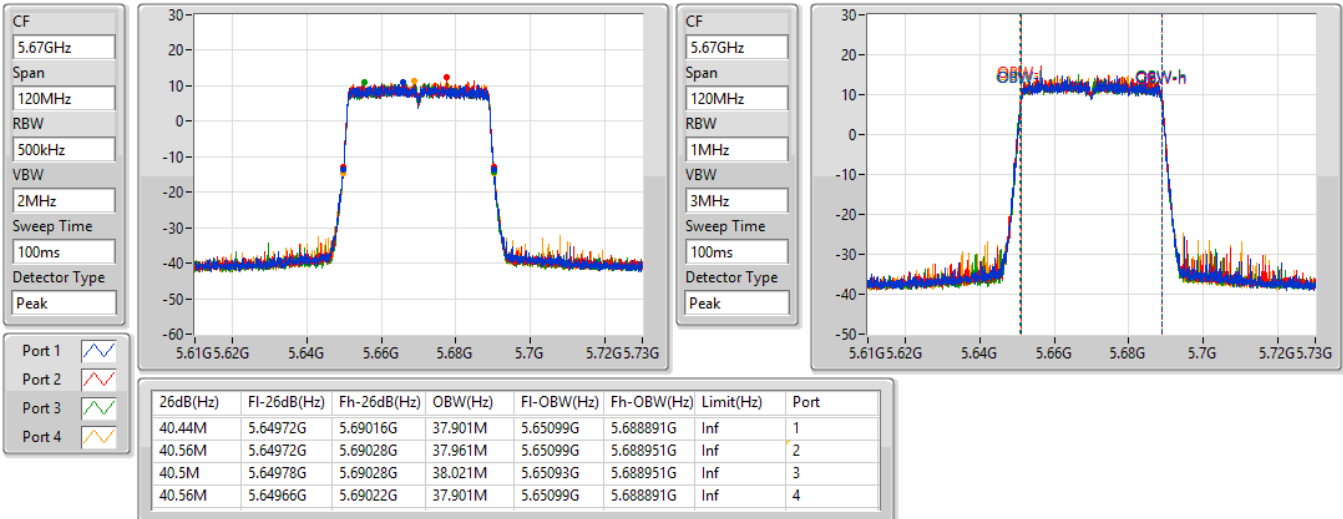 CF
5.67GHz
Span
120MHz
RBW
500kHz
VBW
2MHz
Sweep Time
100ms
Detector Type
Peak
30
20
10
0
-10
-20
-30
-40
-50
-60
5.61G 5.62G 5.64G 5.66G 5.68G 5.7G 5.72G 5.73G
CF
5.67GHz
Span
120MHz
RBW
1MHz
VBW
3MHz
Sweep Time
100ms
Detector Type
Peak
30
20
10
0
-10
-20
-30
-40
-50
OBW-l OBW-h
5.61G 5.62G 5.64G 5.66G 5.68G 5.7G 5.72G 5.73G
Port 1
Port 2
Port 3
Port 4
26dB(Hz) Fl-26dB(Hz) Fh-26dB(Hz) OBW(Hz) Fl-OBW(Hz) Fh-OBW(Hz) Limit(Hz) Port
40.44M 5.64972G 5.69016G 37.901M 5.65099G 5.688891G Inf 1
40.56M 5.64972G 5.69028G 37.961M 5.65099G 5.688951G Inf 2
40.5M 5.64978G 5.69028G 38.021M 5.65093G 5.688951G Inf 3
40.56M 5.64966G 5.69022G 37.901M 5.65099G 5.688891G Inf 4